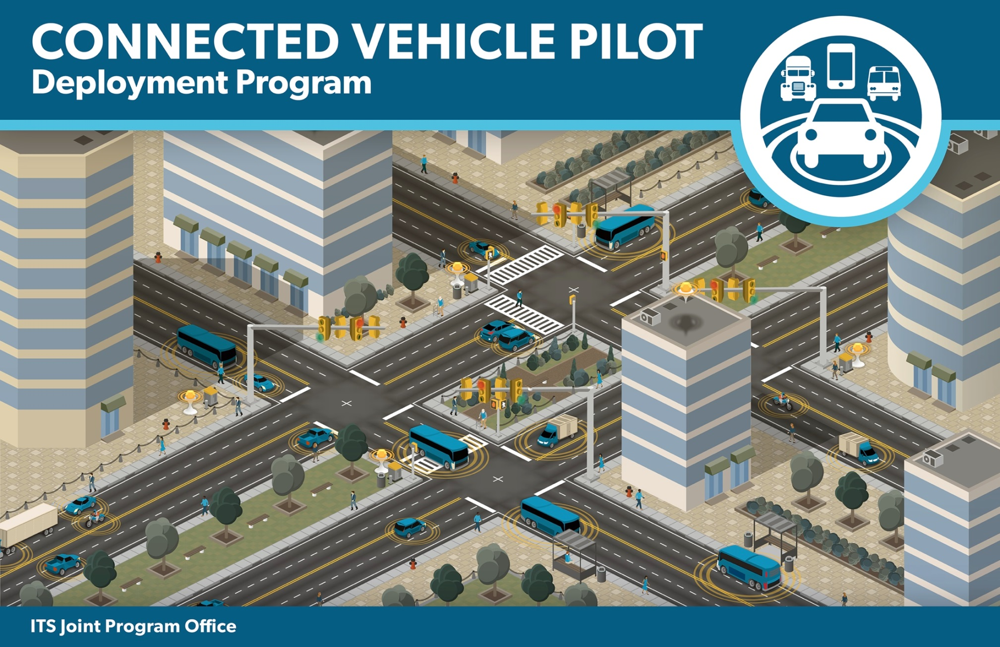 CONNECTED VEHICLE PILOT
Deployment Program
ITS Joint Program Office